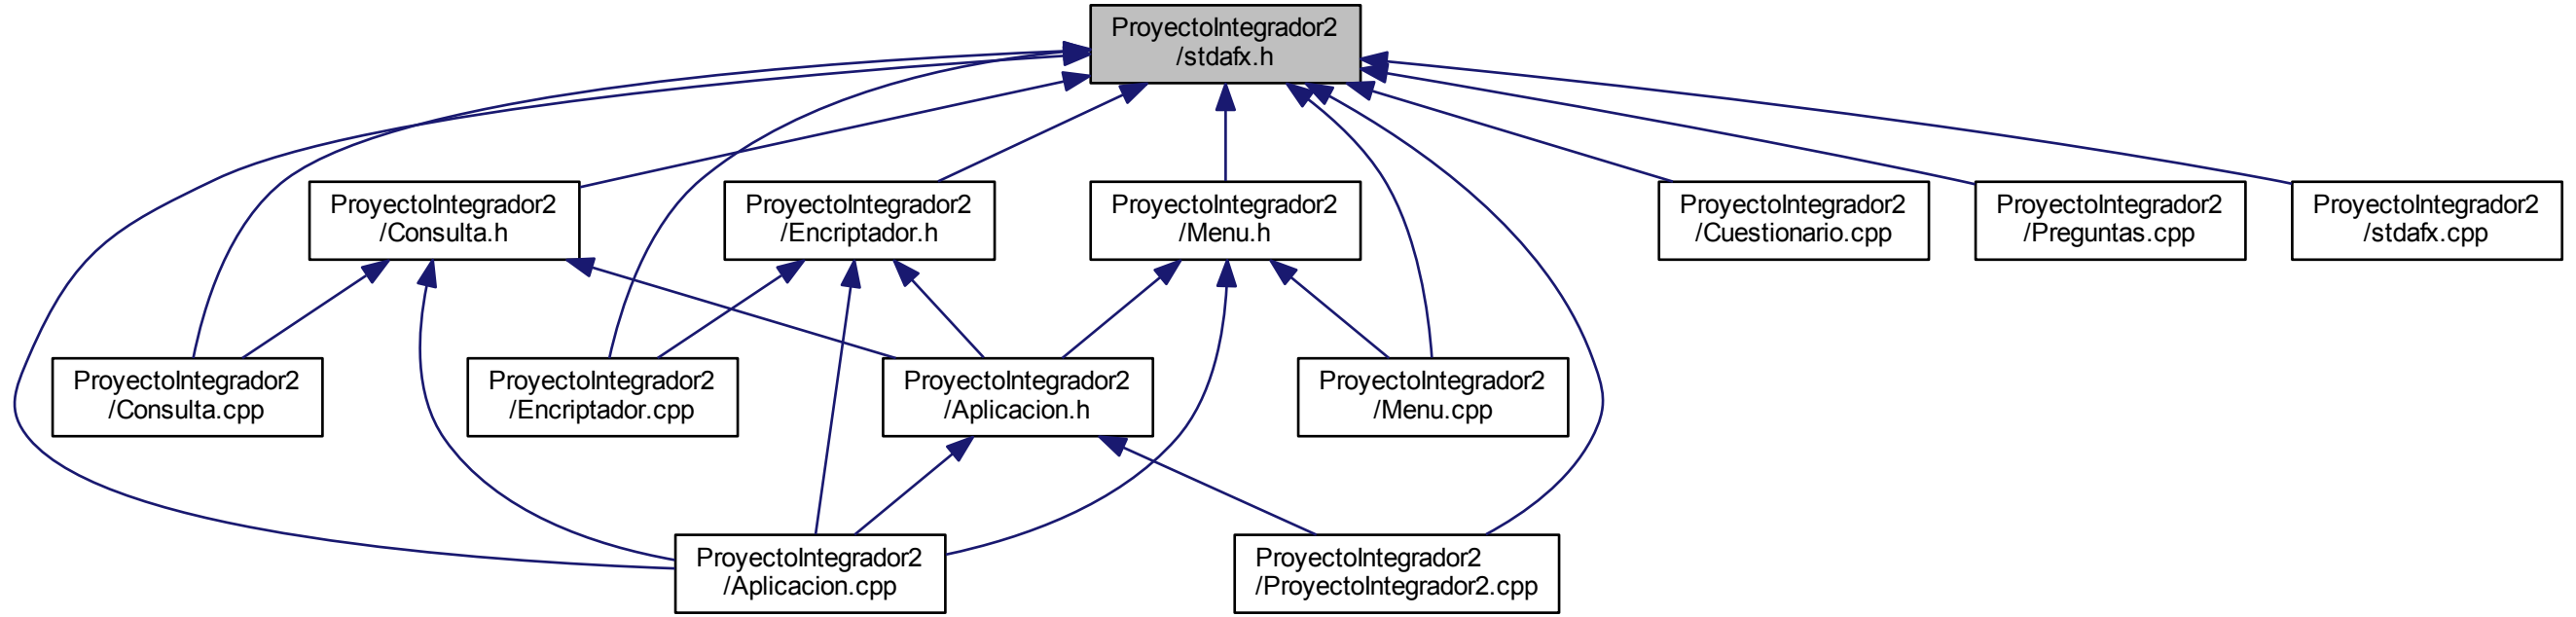 ProyectoIntegrador2
/stdafx.h
ProyectoIntegrador2
/Consulta.h
ProyectoIntegrador2
/Encriptador.h
ProyectoIntegrador2
/Menu.h
ProyectoIntegrador2
/Cuestionario.cpp
ProyectoIntegrador2
/Preguntas.cpp
ProyectoIntegrador2
/stdafx.cpp
ProyectoIntegrador2
/Consulta.cpp
ProyectoIntegrador2
/Encriptador.cpp
ProyectoIntegrador2
/Aplicacion.h
ProyectoIntegrador2
/Menu.cpp
ProyectoIntegrador2
/Aplicacion.cpp
ProyectoIntegrador2
/ProyectoIntegrador2.cpp